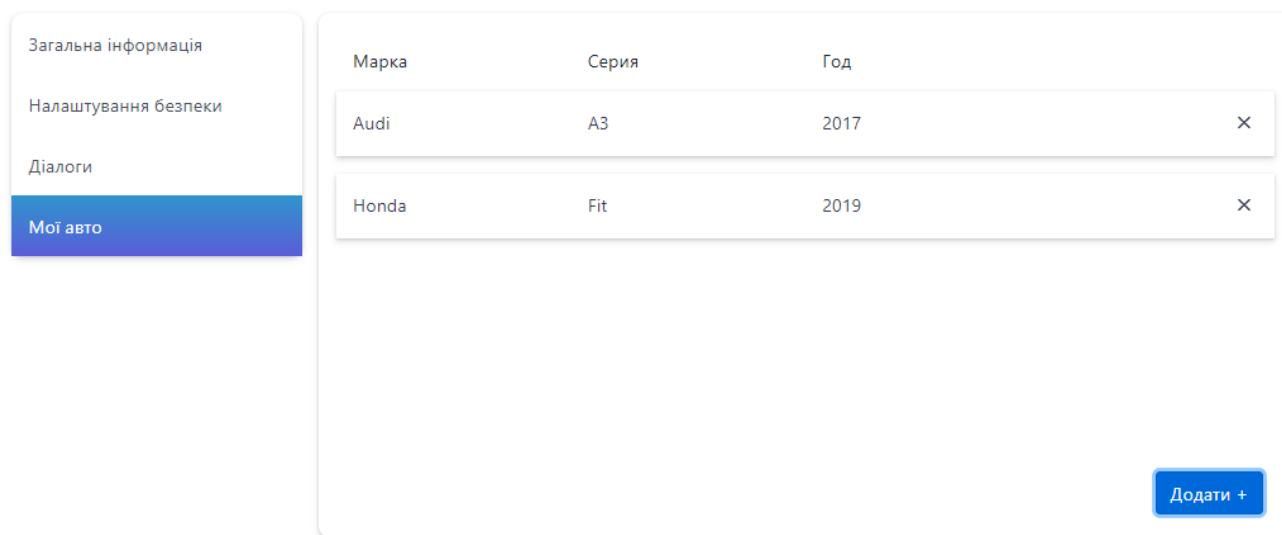 Загальна інформація
Налаштування безпеки
Діалоги
Мої авто
Марка Серия Год
Audi A3 2017 ×
Honda Fit 2019 ×
Додати +